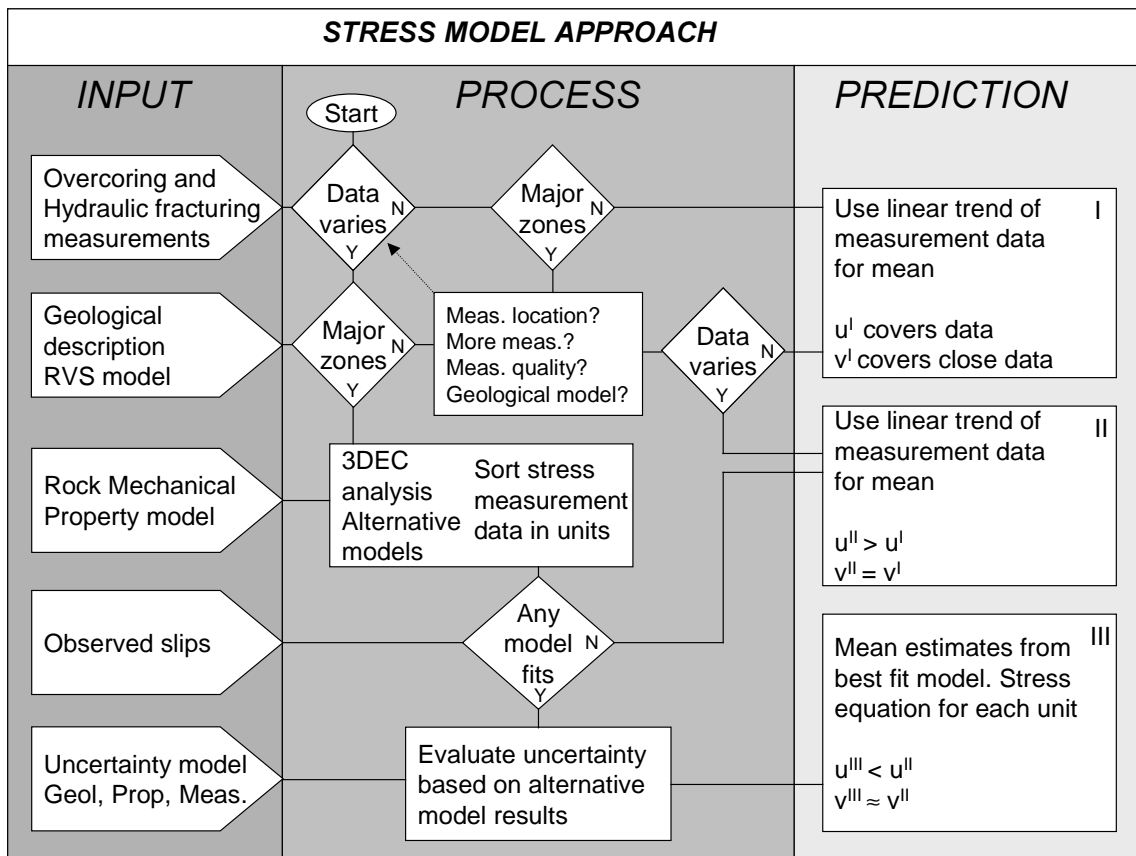 STRESS MODEL APPROACH
INPUT
PROCESS
PREDICTION
Start
Overcoring and
Hydraulic fracturing
measurements
Data
varies
N
Y
Major
zones
N
Y
Use linear trend of
measurement data
for mean
I
uᴵ covers data
vᴵ covers close data
Geological
description
RVS model
Major
zones
N
Y
Meas. location?
More meas.?
Meas. quality?
Geological model?
Data
varies
N
Y
Use linear trend of
measurement data
for mean
II
uᴵᴵ > uᴵ
vᴵᴵ = vᴵ
Rock Mechanical
Property model
3DEC
analysis
Alternative
models
Sort stress
measurement
data in units
Observed slips
Any
model
fits
N
Y
Mean estimates from
best fit model. Stress
equation for each unit
III
uᴵᴵᴵ < uᴵᴵ
vᴵᴵᴵ ≈ vᴵᴵ
Uncertainty model
Geol, Prop, Meas.
Evaluate uncertainty
based on alternative
model results